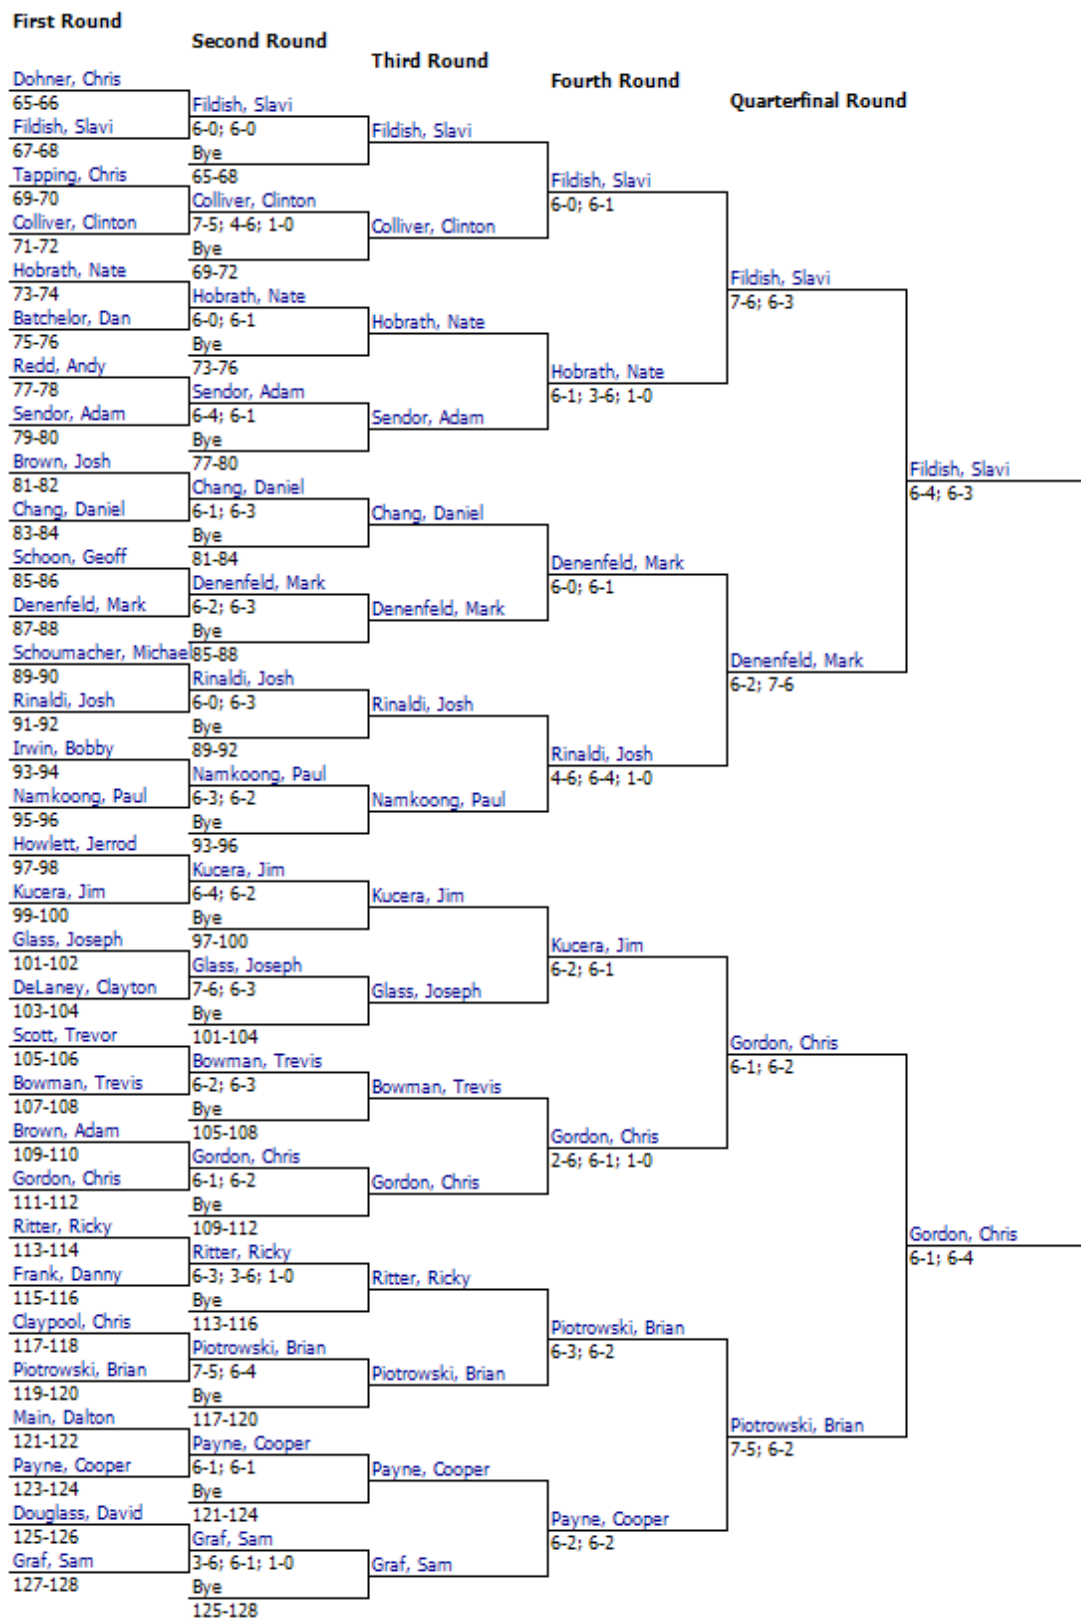 First Round
Second Round
Third Round
Fourth Round
Quarterfinal Round
Dohner, Chris
65-66
Fildish, Slavi
67-68
Tapping, Chris
69-70
Colliver, Clinton
71-72
Hobrath, Nate
73-74
Batchelor, Dan
75-76
Redd, Andy
77-78
Sendor, Adam
79-80
Brown, Josh
81-82
Chang, Daniel
83-84
Schoon, Geoff
85-86
Denenfeld, Mark
87-88
Schoumacher, Michael
89-90
Rinaldi, Josh
91-92
Irwin, Bobby
93-94
Namkoong, Paul
95-96
Howlett, Jerrod
97-98
Kucera, Jim
99-100
Glass, Joseph
101-102
DeLaney, Clayton
103-104
Scott, Trevor
105-106
Bowman, Trevis
107-108
Brown, Adam
109-110
Gordon, Chris
111-112
Ritter, Ricky
113-114
Frank, Danny
115-116
Claypool, Chris
117-118
Piotrowski, Brian
119-120
Main, Dalton
121-122
Payne, Cooper
123-124
Douglass, David
125-126
Graf, Sam
127-128
Fildish, Slavi
6-0; 6-0
Bye
65-68
Colliver, Clinton
7-5; 4-6; 1-0
Bye
69-72
Hobrath, Nate
6-0; 6-1
Bye
73-76
Sendor, Adam
6-4; 6-1
Bye
77-80
Chang, Daniel
6-1; 6-3
Bye
81-84
Denenfeld, Mark
6-2; 6-3
Bye
85-88
Rinaldi, Josh
6-0; 6-3
Bye
89-92
Namkoong, Paul
6-3; 6-2
Bye
93-96
Kucera, Jim
6-4; 6-2
Bye
97-100
Glass, Joseph
7-6; 6-3
Bye
101-104
Bowman, Trevis
6-2; 6-3
Bye
105-108
Gordon, Chris
6-1; 6-2
Bye
109-112
Ritter, Ricky
6-3; 3-6; 1-0
Bye
113-116
Piotrowski, Brian
7-5; 6-4
Bye
117-120
Payne, Cooper
6-1; 6-1
Bye
121-124
Graf, Sam
3-6; 6-1; 1-0
Bye
125-128
Fildish, Slavi
Colliver, Clinton
Hobrath, Nate
Sendor, Adam
Chang, Daniel
Denenfeld, Mark
Rinaldi, Josh
Namkoong, Paul
Kucera, Jim
Glass, Joseph
Bowman, Trevis
Gordon, Chris
Ritter, Ricky
Piotrowski, Brian
Payne, Cooper
Graf, Sam
Fildish, Slavi
6-0; 6-1
Hobrath, Nate
6-1; 3-6; 1-0
Denenfeld, Mark
6-0; 6-1
Rinaldi, Josh
4-6; 6-4; 1-0
Kucera, Jim
6-2; 6-1
Gordon, Chris
2-6; 6-1; 1-0
Piotrowski, Brian
6-3; 6-2
Payne, Cooper
6-2; 6-2
Fildish, Slavi
7-6; 6-3
Denenfeld, Mark
6-2; 7-6
Gordon, Chris
6-1; 6-2
Piotrowski, Brian
7-5; 6-2
Fildish, Slavi
6-4; 6-3
Gordon, Chris
6-1; 6-4